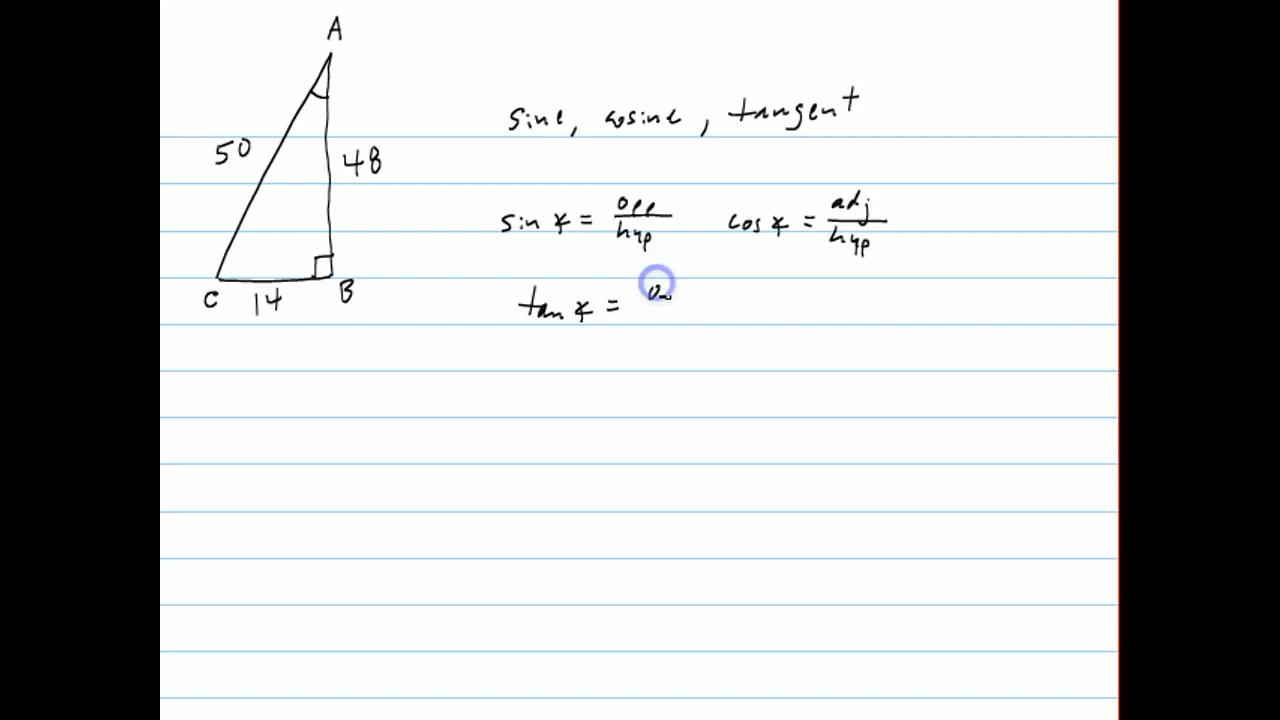 A
sine, cosine, tangent
50
48
sin x = opp/hyp cos x = adj/hyp
C 14 B
tan x = o